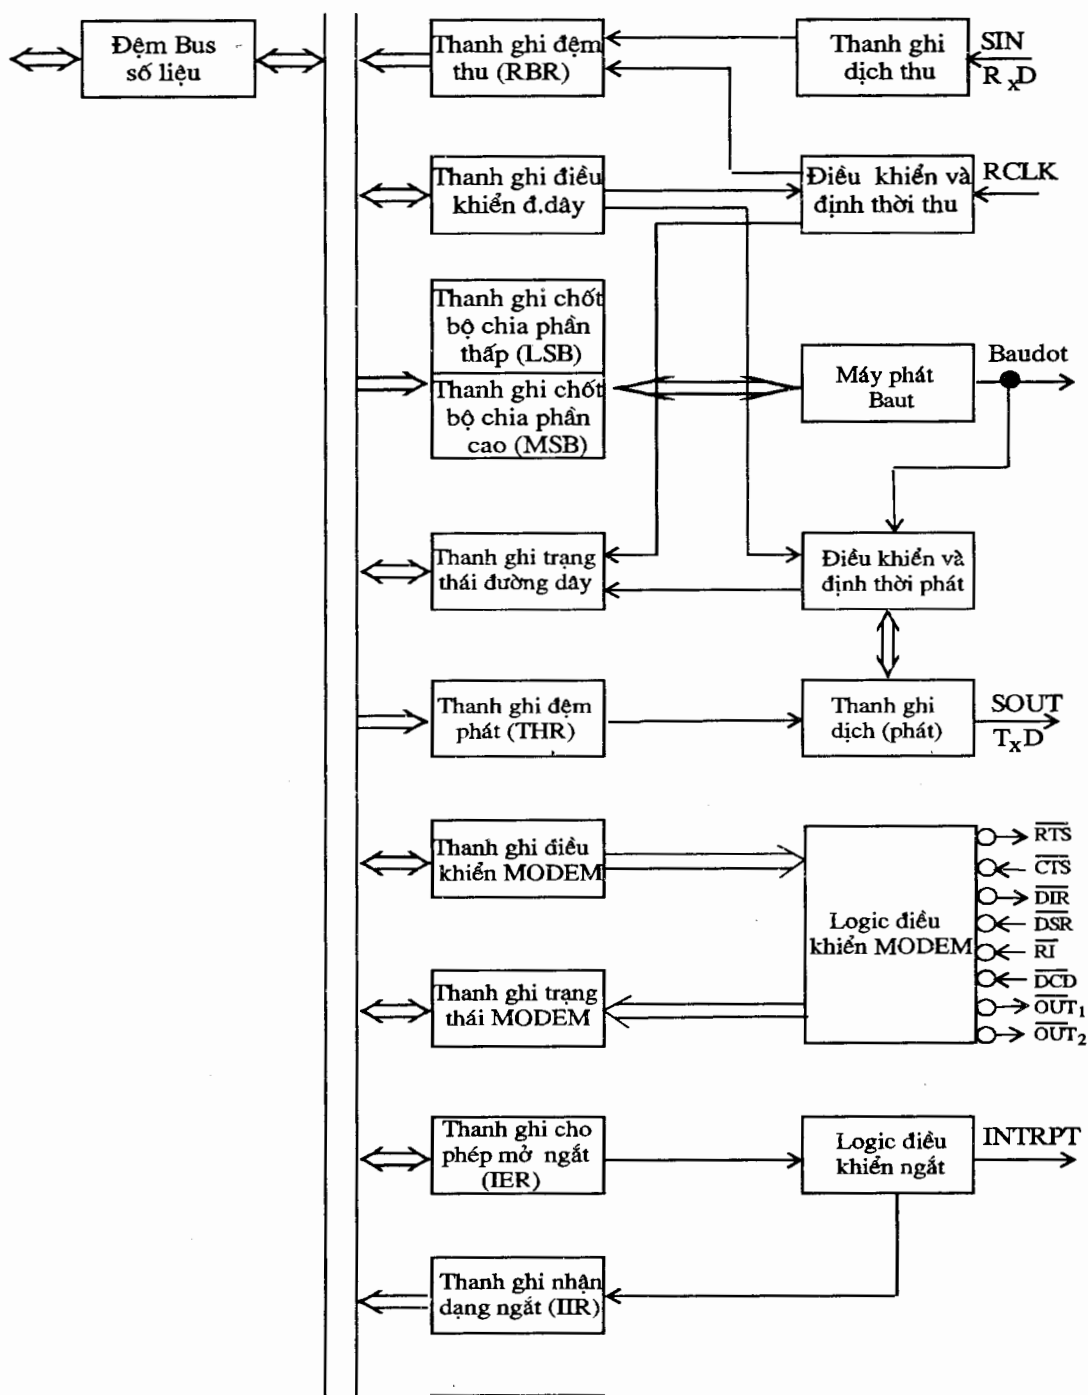 Đệm Bus
số liệu
Thanh ghi đệm
thu (RBR)
Thanh ghi
dịch thu
SIN
RxD
Thanh ghi điều
khiển đ.dây
Điều khiển và
định thời thu
RCLK
Thanh ghi chốt
bộ chia phần
thấp (LSB)
Thanh ghi chốt
bộ chia phần
cao (MSB)
Máy phát
Baut
Baudot
Thanh ghi trạng
thái đường dây
Điều khiển và
định thời phát
Thanh ghi đệm
phát (THR)
Thanh ghi
dịch (phát)
SOUT
TxD
Thanh ghi điều
khiển MODEM
Logic điều
khiển MODEM
RTS
CTS
DIR
DSR
RI
DCD
OUT1
OUT2
Thanh ghi trạng
thái MODEM
Thanh ghi cho
phép mở ngắt
(IER)
Logic điều
khiển ngắt
INTRPT
Thanh ghi nhận
dạng ngắt (IIR)